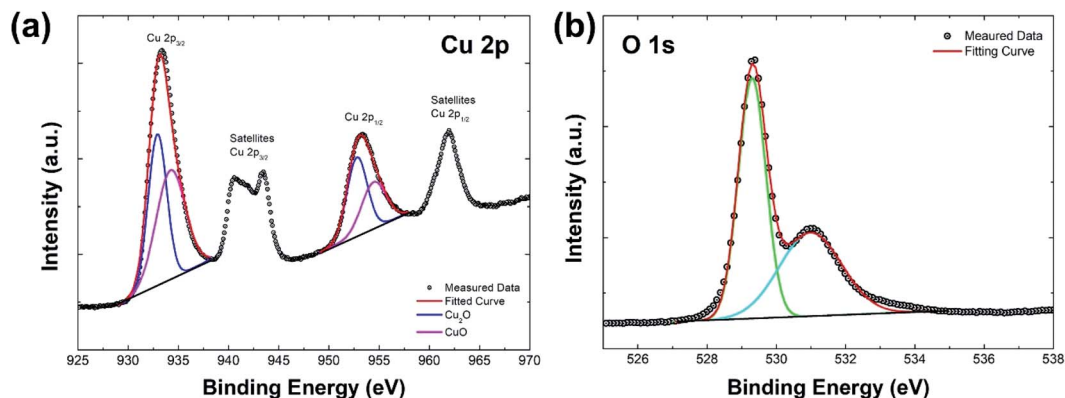 (a)
Cu 2p
Cu 2p3/2
Satellites
Cu 2p3/2
Cu 2p1/2
Satellites
Cu 2p1/2
Intensity (a.u.)
Measured Data
Fitted Curve
Cu2O
CuO
925 930 935 940 945 950 955 960 965 970
Binding Energy (eV)
(b)
O 1s
Meaured Data
Fitting Curve
Intensity (a.u.)
526 528 530 532 534 536 538
Binding Energy (eV)